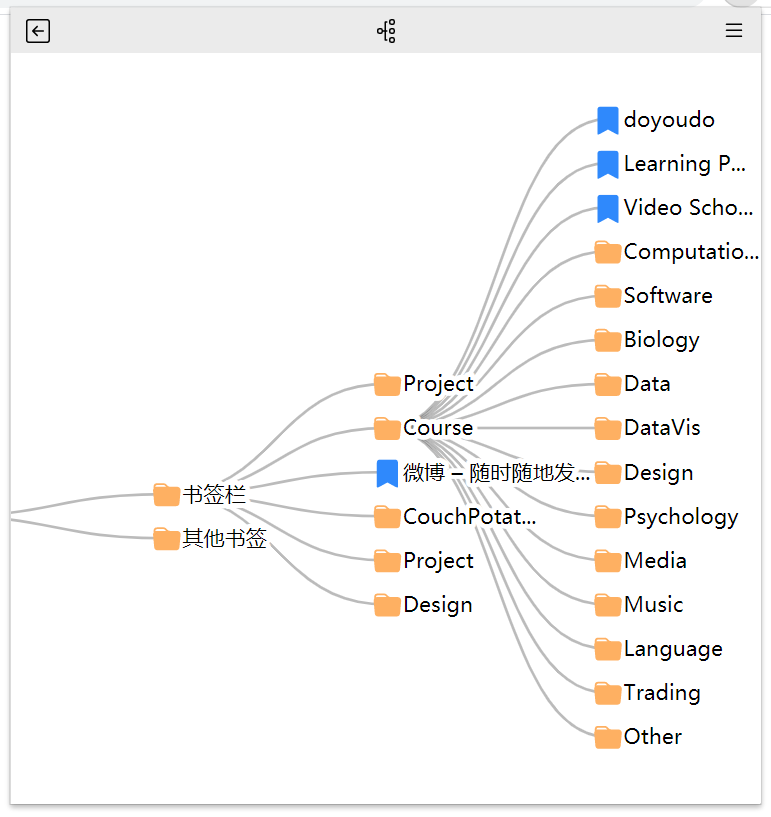 书签栏
其他书签
Project
Course
微博 – 随时随地发...
CouchPotat...
Project
Design
doyoudo
Learning P...
Video Scho...
Computatio...
Software
Biology
Data
DataVis
Design
Psychology
Media
Music
Language
Trading
Other